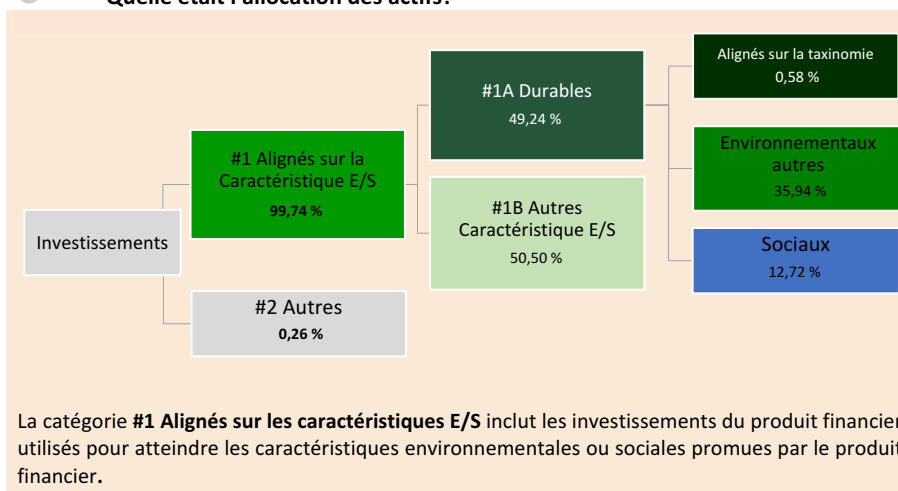 Quelle était l'allocation des actifs?
Alignés sur la taxinomie
0,58 %
#1A Durables
49,24 %
Environnementaux
autres
35,94 %
#1 Alignés sur la
Caractéristique E/S
99,74 %
#1B Autres
Caractéristique E/S
50,50 %
Investissements
Sociaux
12,72 %
#2 Autres
0,26 %
La catégorie #1 Alignés sur les caractéristiques E/S inclut les investissements du produit financier
utilisés pour atteindre les caractéristiques environnementales ou sociales promues par le produit
financier.